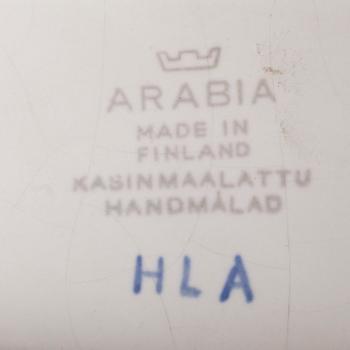 ARABIA
MADE IN
FINLAND
KASINMAALATTU
HANDMÅLAD
HLA